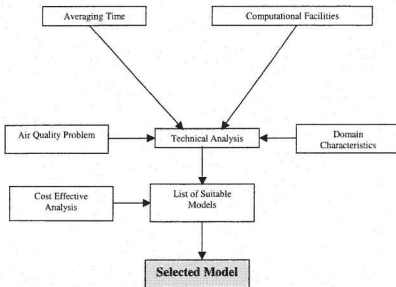 Averaging Time
Computational Facilities
Air Quality Problem
Technical Analysis
Domain
Characteristics
Cost Effective
Analysis
List of Suitable
Models
Selected Model